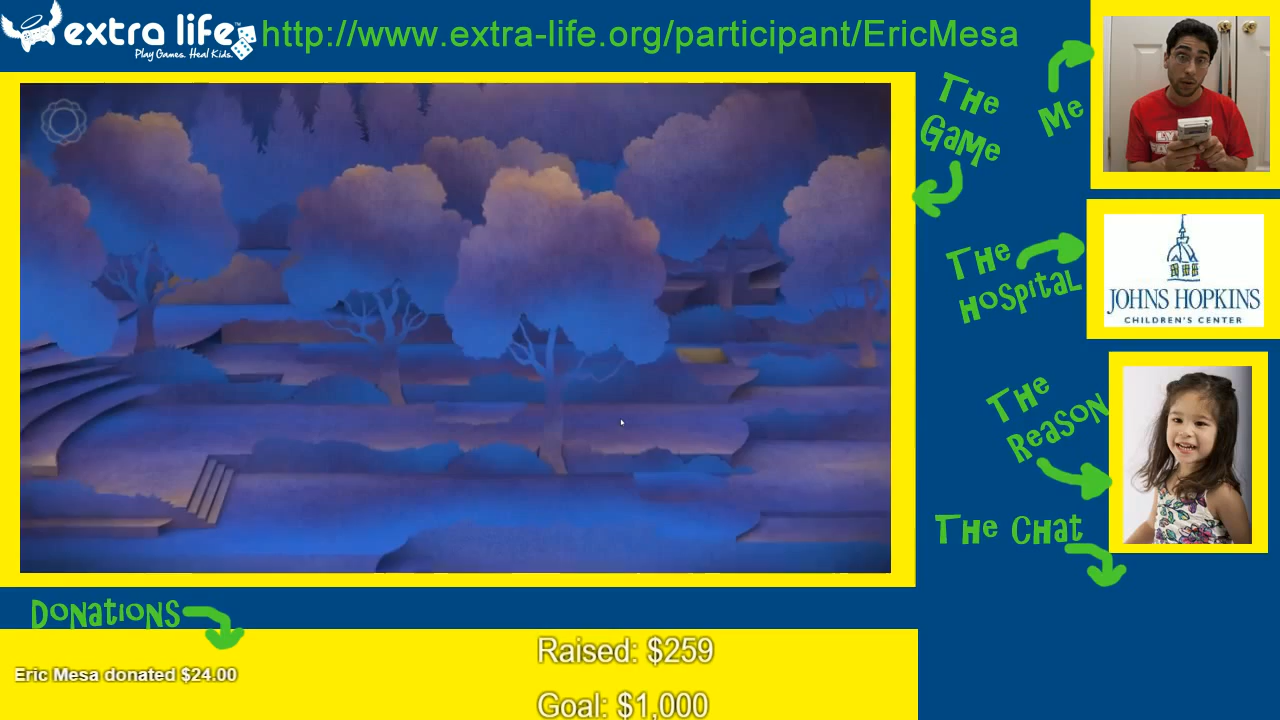 extra life
Play Games. Heal Kids.
http://www.extra-life.org/participant/EricMesa
The
Game
Me
The
Hospital
JOHNS HOPKINS
CHILDREN'S CENTER
The
Reason
The Chat
Donations
Eric Mesa donated $24.00
Raised: $259
Goal: $1,000